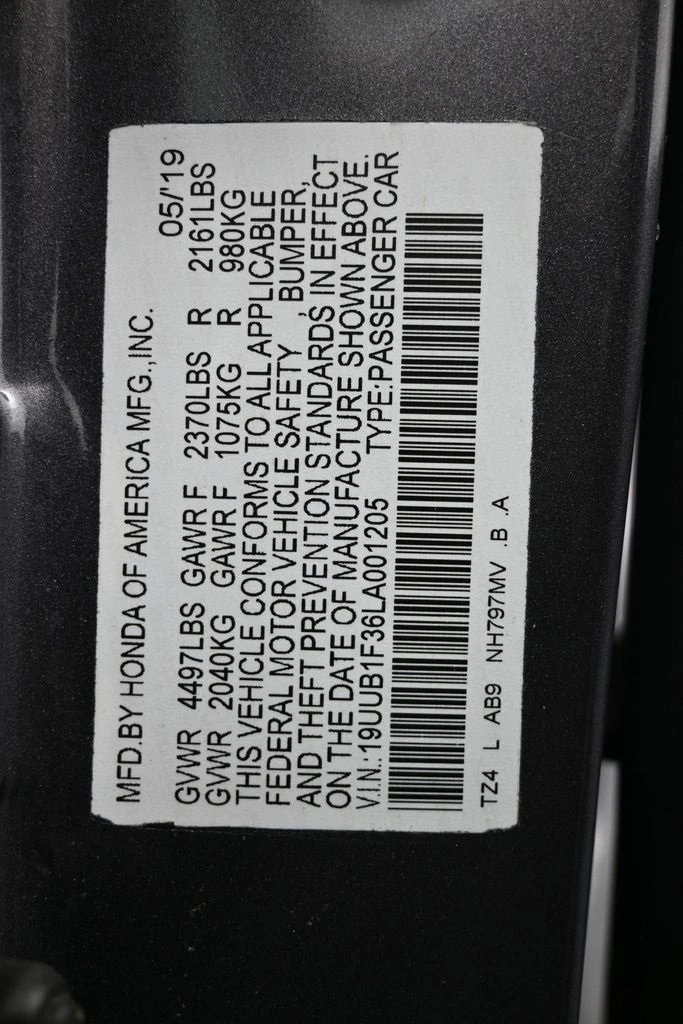 MFD.BY HONDA OF AMERICA MFG.,INC. 05/'19
GVWR 4497LBS GAWR F 2370LBS R 2161LBS
GVWR 2040KG GAWR F 1075KG R 980KG
THIS VEHICLE CONFORMS TO ALL APPLICABLE
FEDERAL MOTOR VEHICLE SAFETY , BUMPER,
AND THEFT PREVENTION STANDARDS IN EFFECT
ON THE DATE OF MANUFACTURE SHOWN ABOVE.
V.I.N.:19UUB1F36LA001205 TYPE:PASSENGER CAR
TZ4 L AB9 NH797MV .B .A